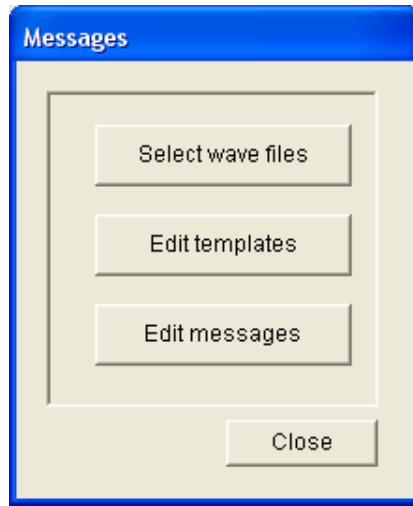 Messages
Select wave files
Edit templates
Edit messages
Close